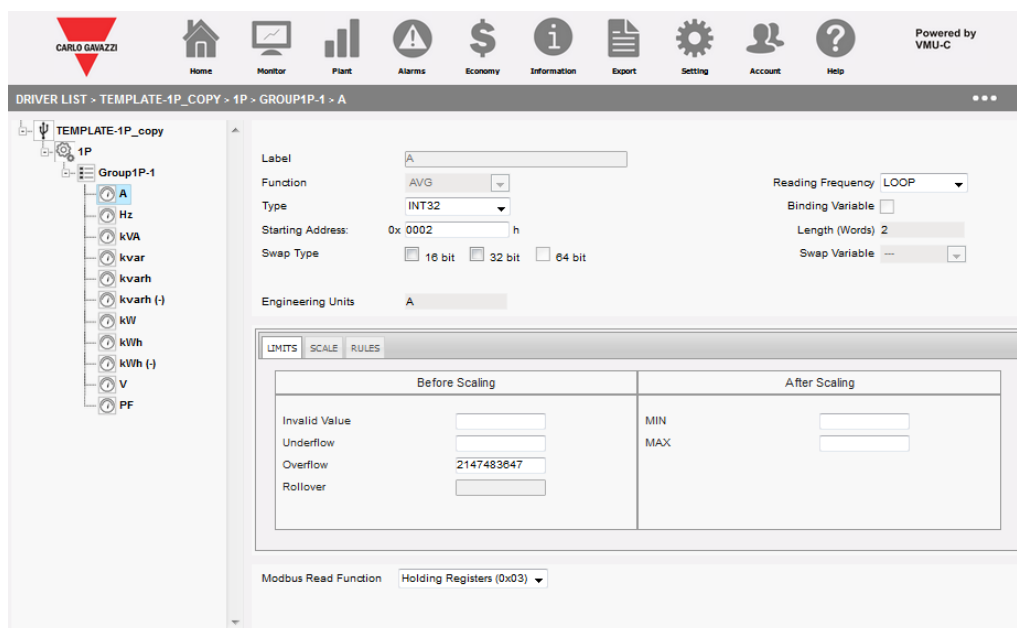 CARLO GAVAZZI
Home
Monitor
Plant
Alarms
Economy
Information
Export
Setting
Account
Help
Powered by
VMU-C
DRIVER LIST > TEMPLATE-1P_COPY > 1P > GROUP1P-1 > A
TEMPLATE-1P_copy
1P
Group1P-1
A
Hz
kVA
kvar
kvarh
kvarh (-)
kW
kWh
kWh (-)
V
PF
Label A
Function AVG Reading Frequency LOOP
Type INT32 Binding Variable
Starting Address: 0x 0002 h Length (Words) 2
Swap Type 16 bit 32 bit 64 bit Swap Variable ---
Engineering Units A
LIMITS SCALE RULES
Before Scaling After Scaling
Invalid Value MIN
Underflow MAX
Overflow 2147483647
Rollover
Modbus Read Function Holding Registers (0x03)